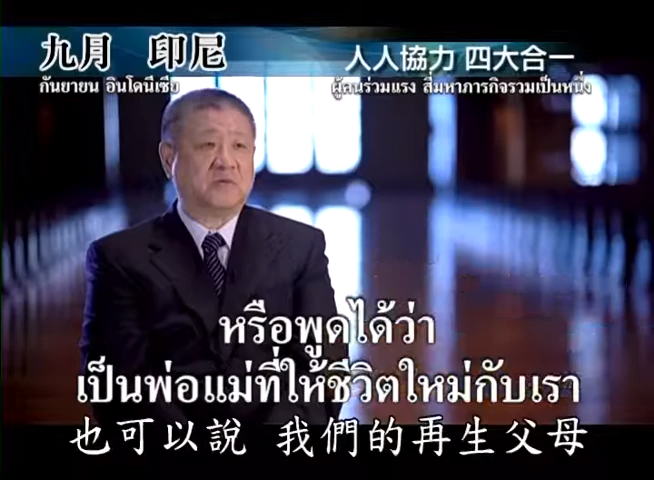 九月 印尼
人人協力 四大合一
กันยายน อินโดนีเซีย
ผู้คนร่วมแรง สี่มหาภารกิจรวมเป็นหนึ่ง
หรือพูดได้ว่า
เป็นพ่อแม่ที่ให้ชีวิตใหม่กับเรา
也可以說 我們的再生父母